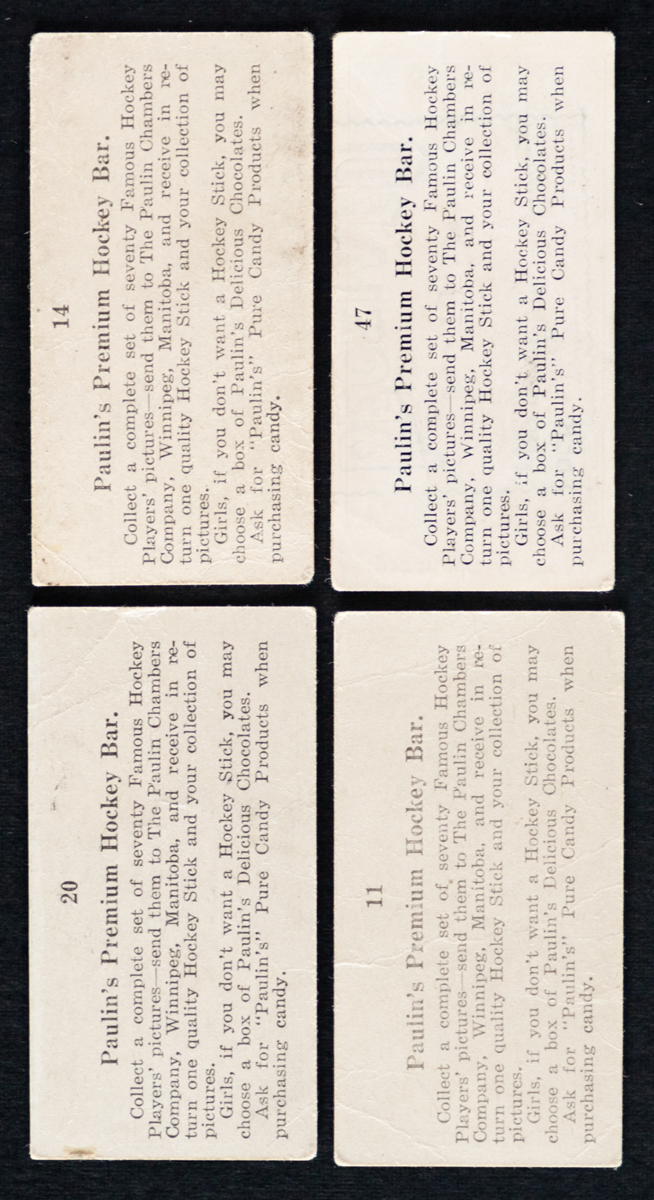 14
Paulin's Premium Hockey Bar.
Collect a complete set of seventy Famous Hockey
Players' pictures—send them to The Paulin Chambers
Company, Winnipeg, Manitoba, and receive in re-
turn one quality Hockey Stick and your collection of
pictures.
Girls, if you don't want a Hockey Stick, you may
choose a box of Paulin's Delicious Chocolates.
Ask for "Paulin's" Pure Candy Products when
purchasing candy.
47
Paulin's Premium Hockey Bar.
Collect a complete set of seventy Famous Hockey
Players' pictures—send them to The Paulin Chambers
Company, Winnipeg, Manitoba, and receive in re-
turn one quality Hockey Stick and your collection of
pictures.
Girls, if you don't want a Hockey Stick, you may
choose a box of Paulin's Delicious Chocolates.
Ask for "Paulin's" Pure Candy Products when
purchasing candy.
20
Paulin's Premium Hockey Bar.
Collect a complete set of seventy Famous Hockey
Players' pictures—send them to The Paulin Chambers
Company, Winnipeg, Manitoba, and receive in re-
turn one quality Hockey Stick and your collection of
pictures.
Girls, if you don't want a Hockey Stick, you may
choose a box of Paulin's Delicious Chocolates.
Ask for "Paulin's" Pure Candy Products when
purchasing candy.
11
Paulin's Premium Hockey Bar.
Collect a complete set of seventy Famous Hockey
Players' pictures—send them to The Paulin Chambers
Company, Winnipeg, Manitoba, and receive in re-
turn one quality Hockey Stick and your collection of
pictures.
Girls, if you don't want a Hockey Stick, you may
choose a box of Paulin's Delicious Chocolates.
Ask for "Paulin's" Pure Candy Products when
purchasing candy.